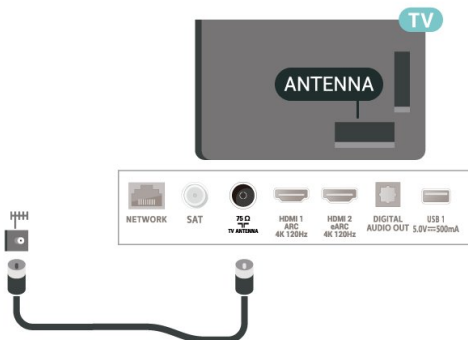 TV
ANTENNA
NETWORK
SAT
75 Ω
TV ANTENNA
HDMI 1
ARC
4K 120Hz
HDMI 2
eARC
4K 120Hz
DIGITAL
AUDIO OUT
USB 1
5.0V⎓500mA